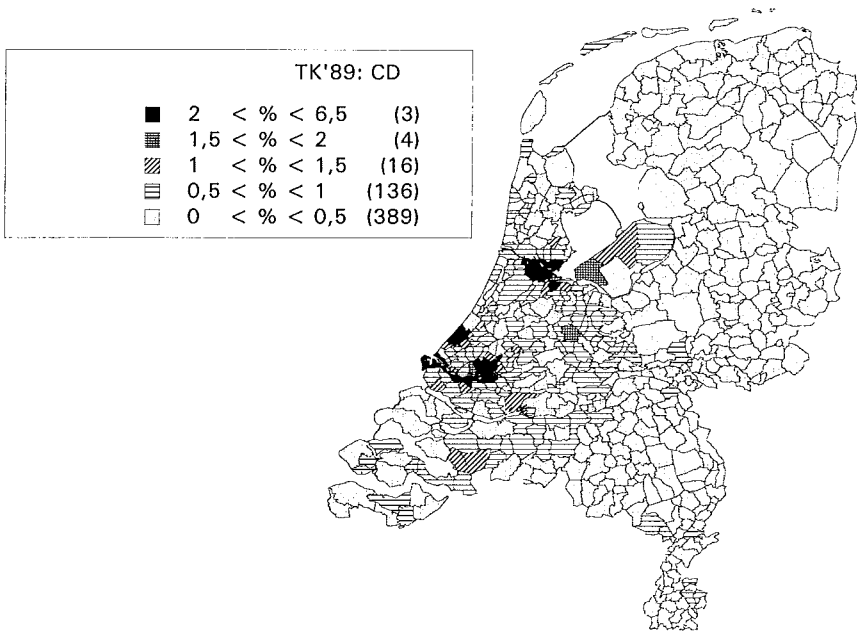 TK'89: CD
2 < % < 6,5 (3)
1,5 < % < 2 (4)
1 < % < 1,5 (16)
0,5 < % < 1 (136)
0 < % < 0,5 (389)